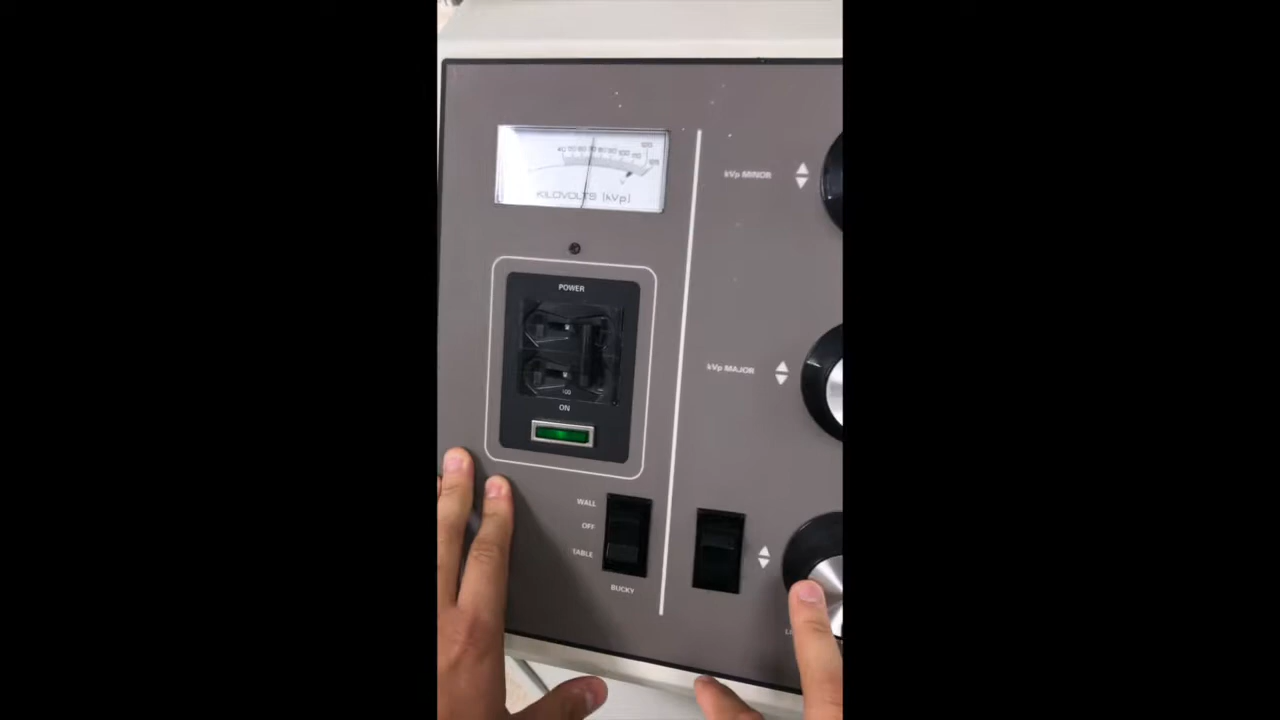 KILOVOLTS (kVp)
kVp MINOR
POWER
kVp MAJOR
ON
WALL
OFF
TABLE
BUCKY